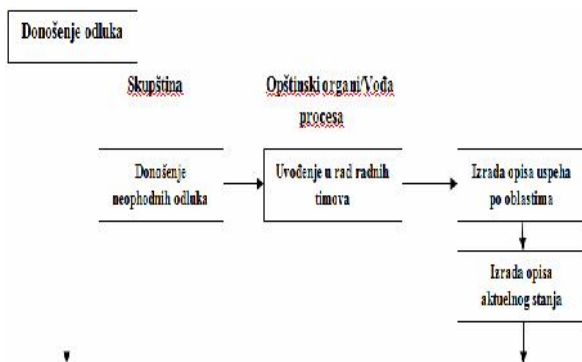 Donošenje odluka
Skupština
Opštinski organi/Vođa
procesa
Donošenje
neophodnih odluka
Uvođenje u rad radnih
timova
Izrada opisa uspeha
po oblastima
Izrada opisa
aktuelnog stanja